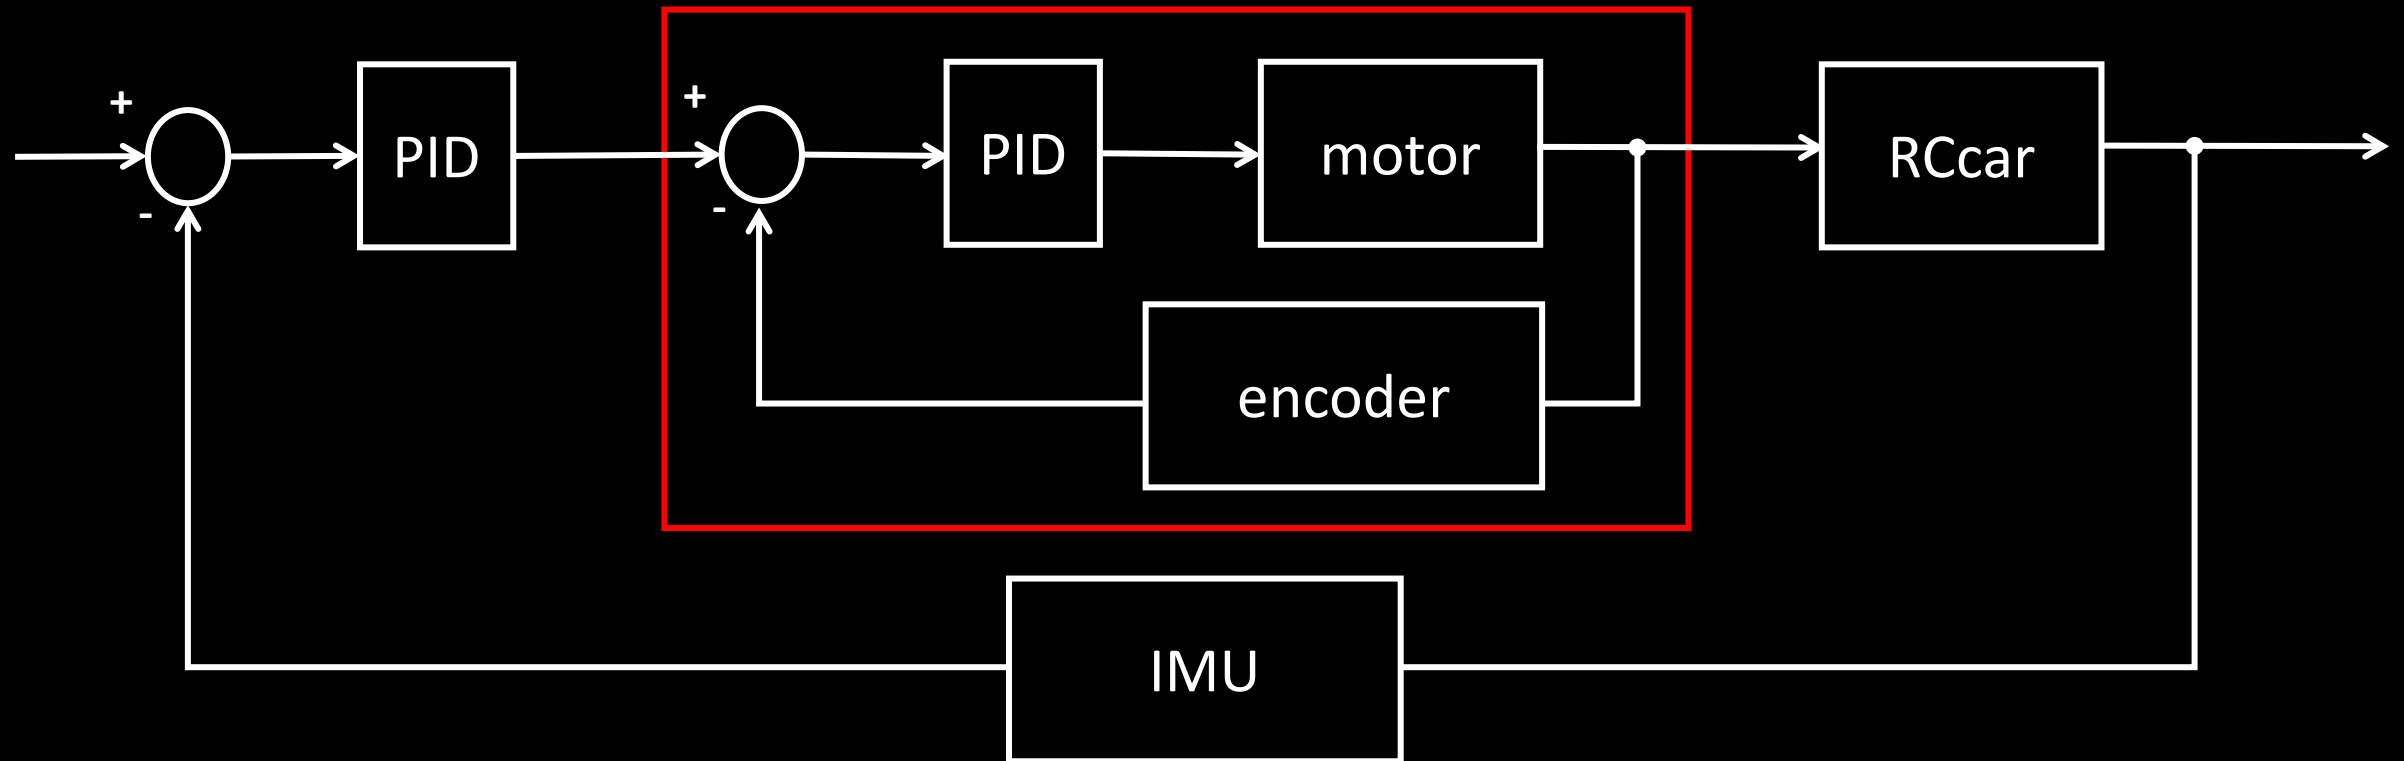 +
+
PID
PID
motor
RCcar
-
-
encoder
IMU